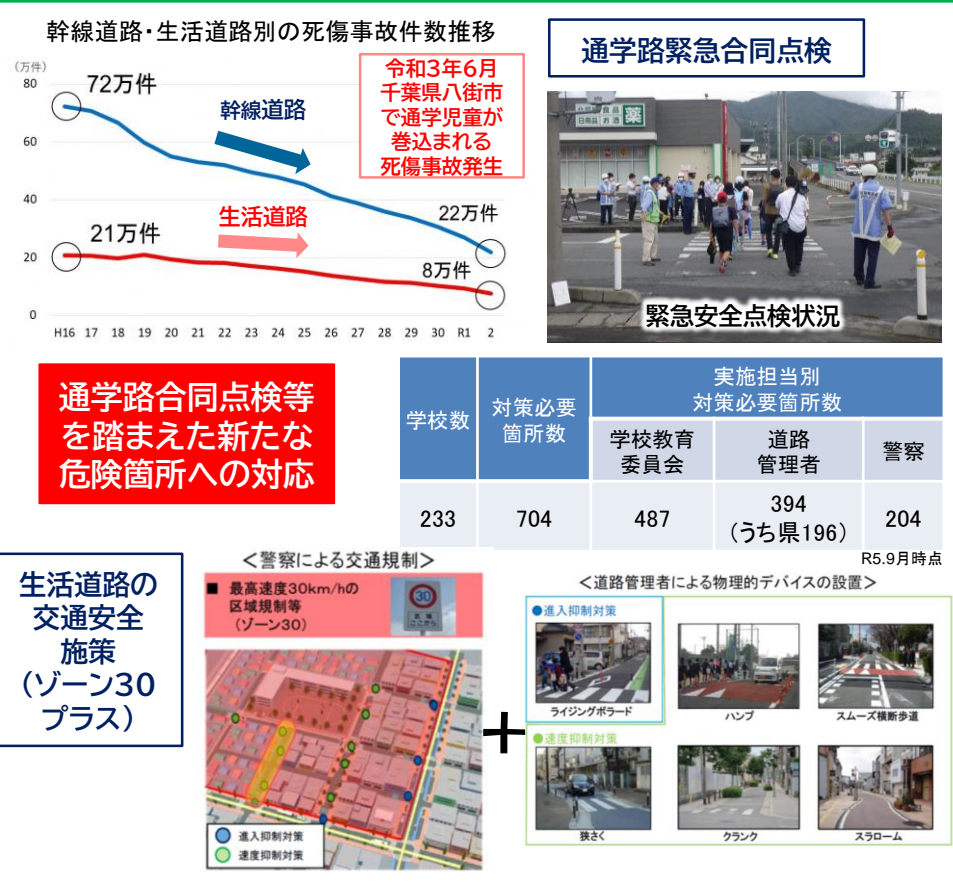 幹線道路・生活道路別の死傷事故件数推移
(万件)
80
60
40
20
0
72万件
幹線道路
22万件
21万件
生活道路
8万件
H16 17 18 19 20 21 22 23 24 25 26 27 28 29 30 R1 2
令和3年6月
千葉県八街市
で通学児童が
巻込まれる
死傷事故発生
通学路緊急合同点検
日用品 お酒
薬
緊急安全点検状況
通学路合同点検等
を踏まえた新たな
危険箇所への対応
学校数
対策必要
箇所数
実施担当別
対策必要箇所数
学校教育
委員会
道路
管理者
警察
233 704 487 394 204
(うち県196)
R5.9月時点
生活道路の
交通安全
施策
(ゾーン30
プラス)
<警察による交通規制>
■ 最高速度30km/hの
区域規制等
(ゾーン30)
30
区域
ここから
●進入抑制対策
●速度抑制対策
+
<道路管理者による物理的デバイスの設置>
●進入抑制対策
ライジングボラード
ハンプ
スムーズ横断歩道
●速度抑制対策
狭さく
クランク
スラローム